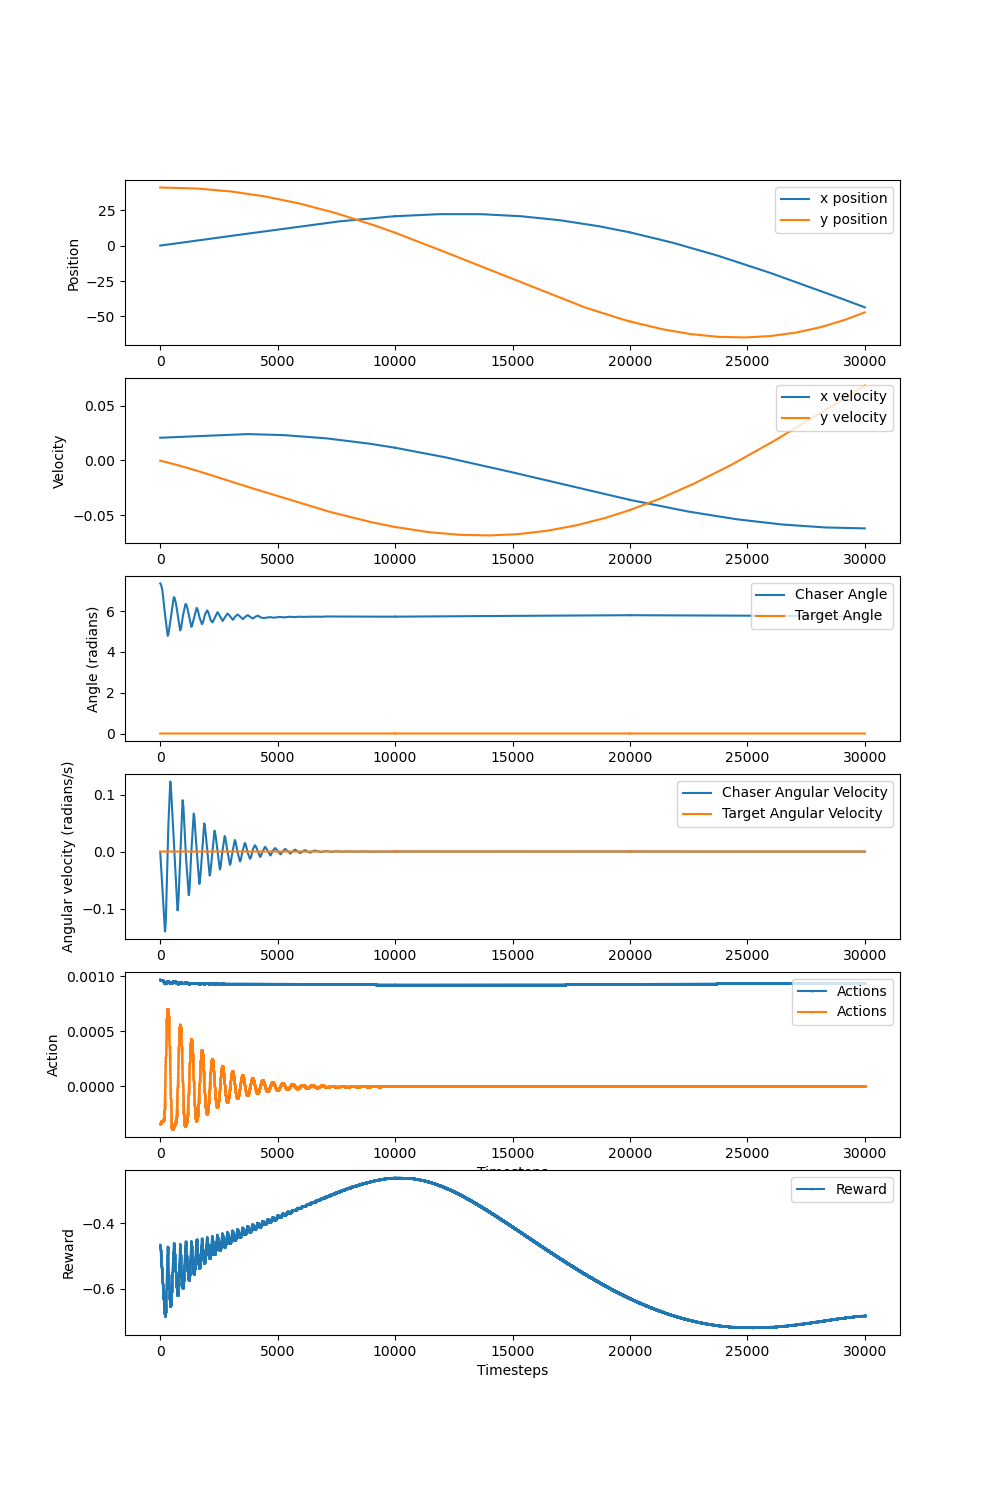 x position
y position
25
0
−25
−50
Position
0 5000 10000 15000 20000 25000 30000
x velocity
y velocity
0.05
0.00
−0.05
Velocity
0 5000 10000 15000 20000 25000 30000
Chaser Angle
Target Angle
6
4
2
0
Angle (radians)
0 5000 10000 15000 20000 25000 30000
Chaser Angular Velocity
Target Angular Velocity
0.1
0.0
−0.1
Angular velocity (radians/s)
0 5000 10000 15000 20000 25000 30000
Actions
Actions
0.0010
0.0005
0.0000
Action
0 5000 10000 15000 20000 25000 30000
Timesteps
Reward
−0.4
−0.6
Reward
0 5000 10000 15000 20000 25000 30000
Timesteps